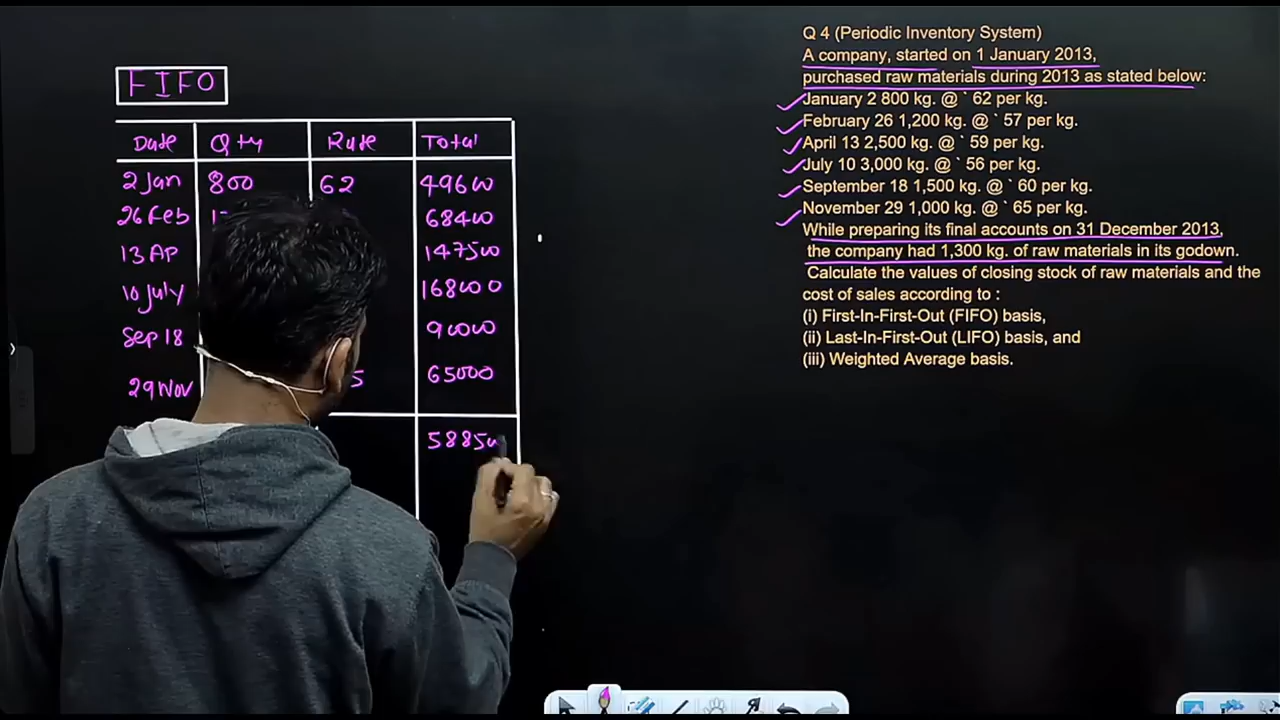 FIFO
Date Qty Rate Total
2 Jan 800 62 49600
26 Feb 68400
13 AP 147500
10 July 168000
Sep 18 90000
29 Nov 5 65000
58850
Q 4 (Periodic Inventory System)
A company, started on 1 January 2013,
purchased raw materials during 2013 as stated below:
January 2 800 kg. @ ` 62 per kg.
February 26 1,200 kg. @ ` 57 per kg.
April 13 2,500 kg. @ ` 59 per kg.
July 10 3,000 kg. @ ` 56 per kg.
September 18 1,500 kg. @ ` 60 per kg.
November 29 1,000 kg. @ ` 65 per kg.
While preparing its final accounts on 31 December 2013,
the company had 1,300 kg. of raw materials in its godown.
Calculate the values of closing stock of raw materials and the
cost of sales according to :
(i) First-In-First-Out (FIFO) basis,
(ii) Last-In-First-Out (LIFO) basis, and
(iii) Weighted Average basis.